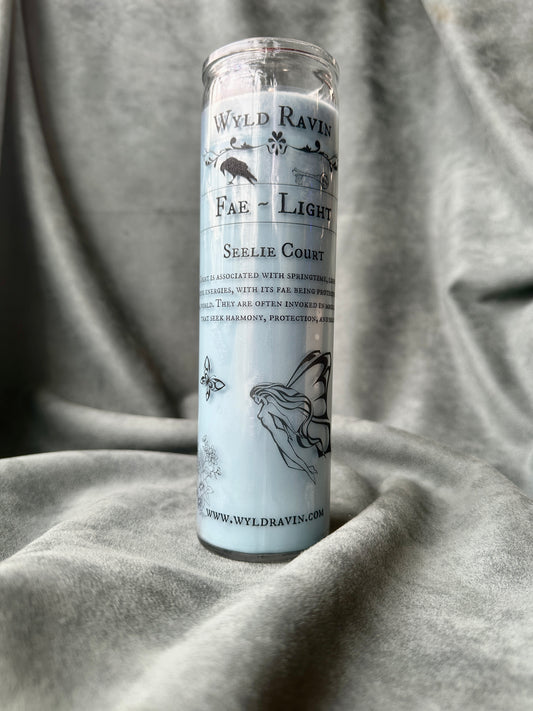 Wyld Ravin
Fae ~ Light
Seelie Court
is associated with springtime,
energies, with its fae being
They are often invoked in
that seek harmony, protection,
www.wyldravin.com